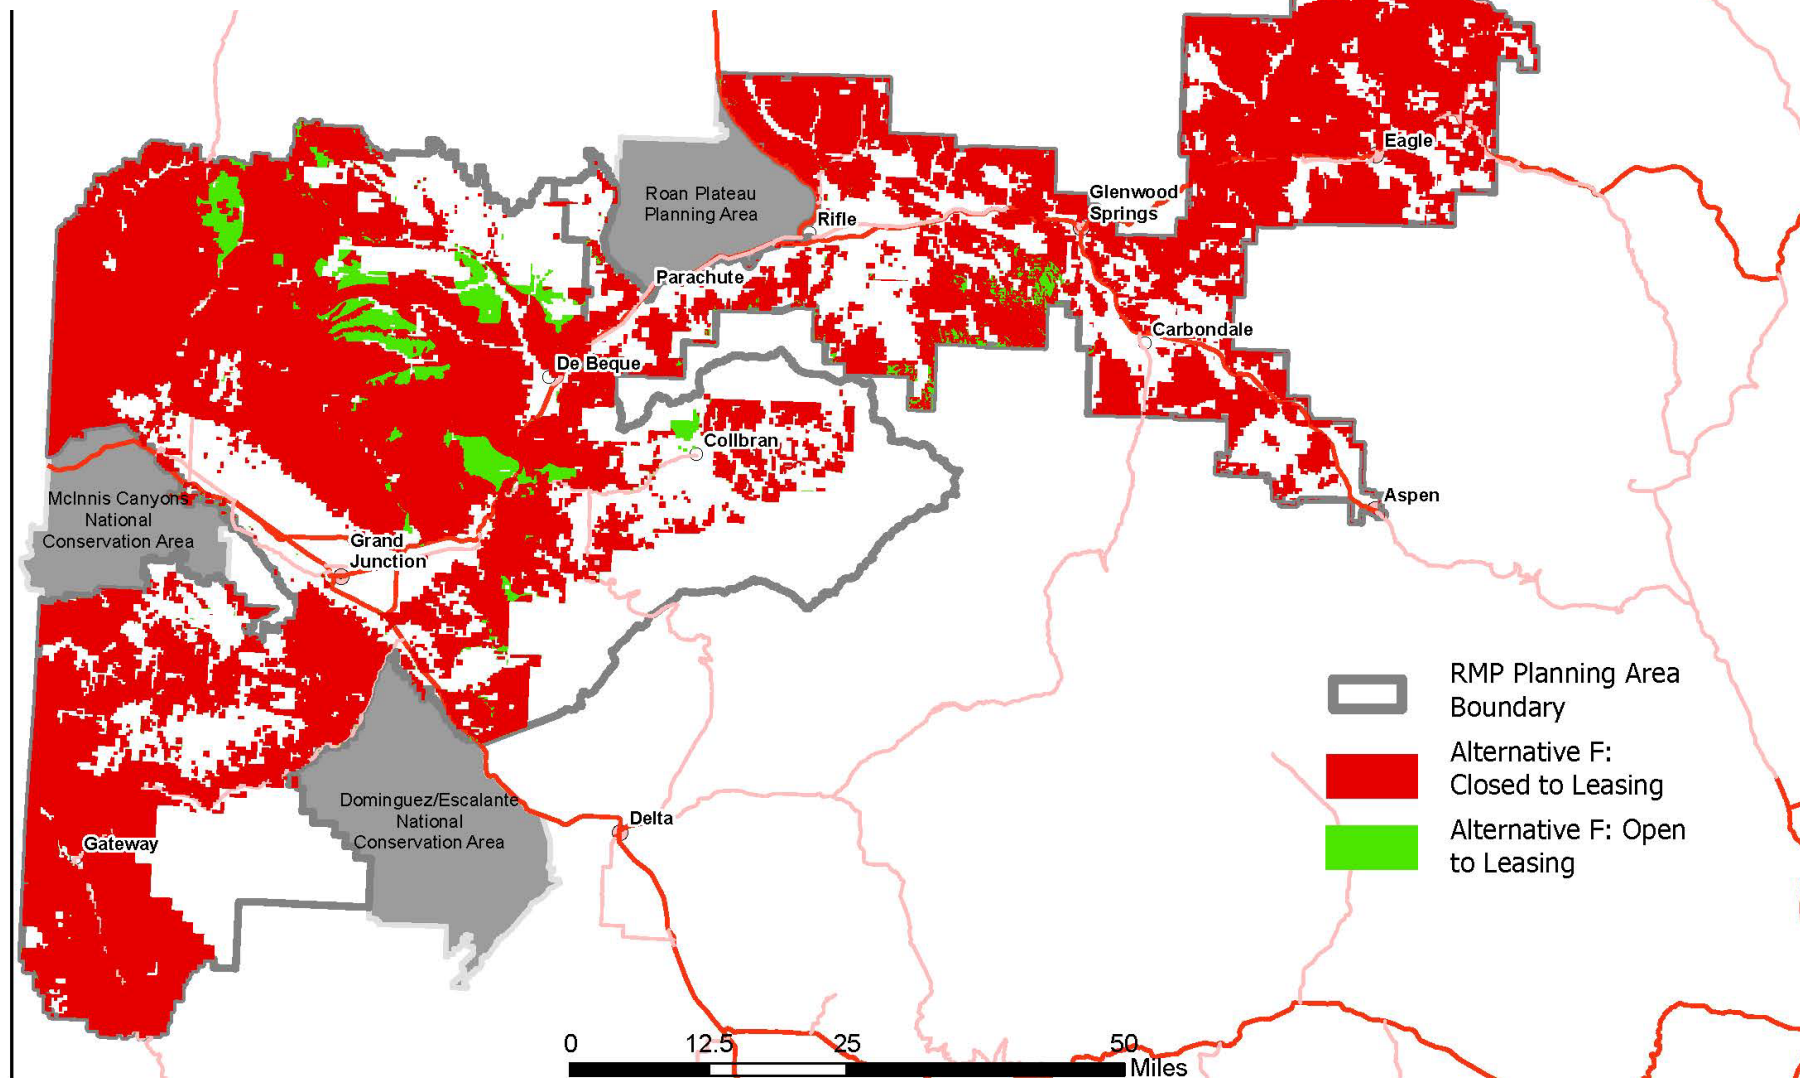 Eagle
Glenwood
Springs
Roan Plateau
Planning Area
Rifle
Parachute
Carbondale
De Beque
Collbran
McInnis Canyons
National
Conservation Area
Aspen
Grand
Junction
RMP Planning Area
Boundary
Alternative F:
Closed to Leasing
Alternative F: Open
to Leasing
Dominguez/Escalante
National
Conservation Area
Delta
Gateway
0 12.5 25 50
Miles